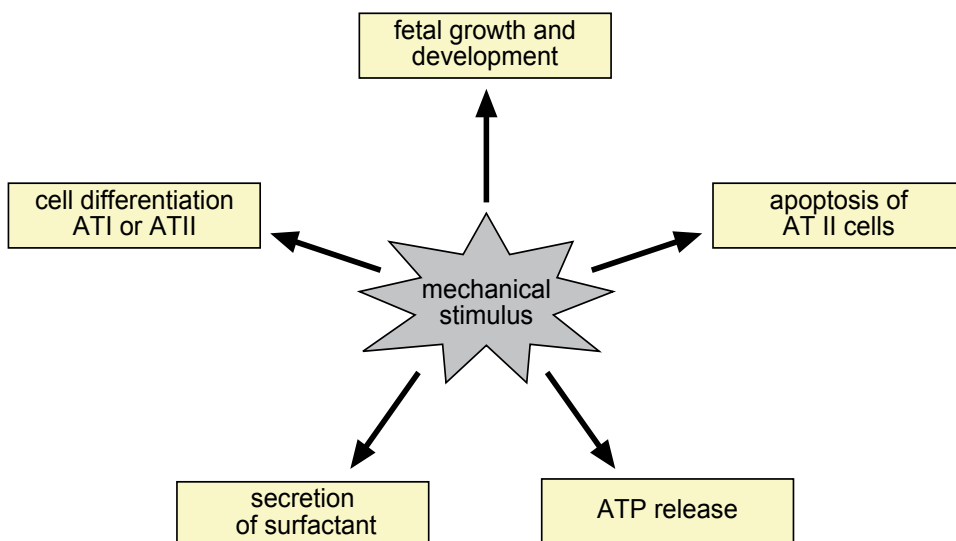 fetal growth and
development
cell differentiation
ATI or ATII
apoptosis of
AT II cells
mechanical
stimulus
secretion
of surfactant
ATP release